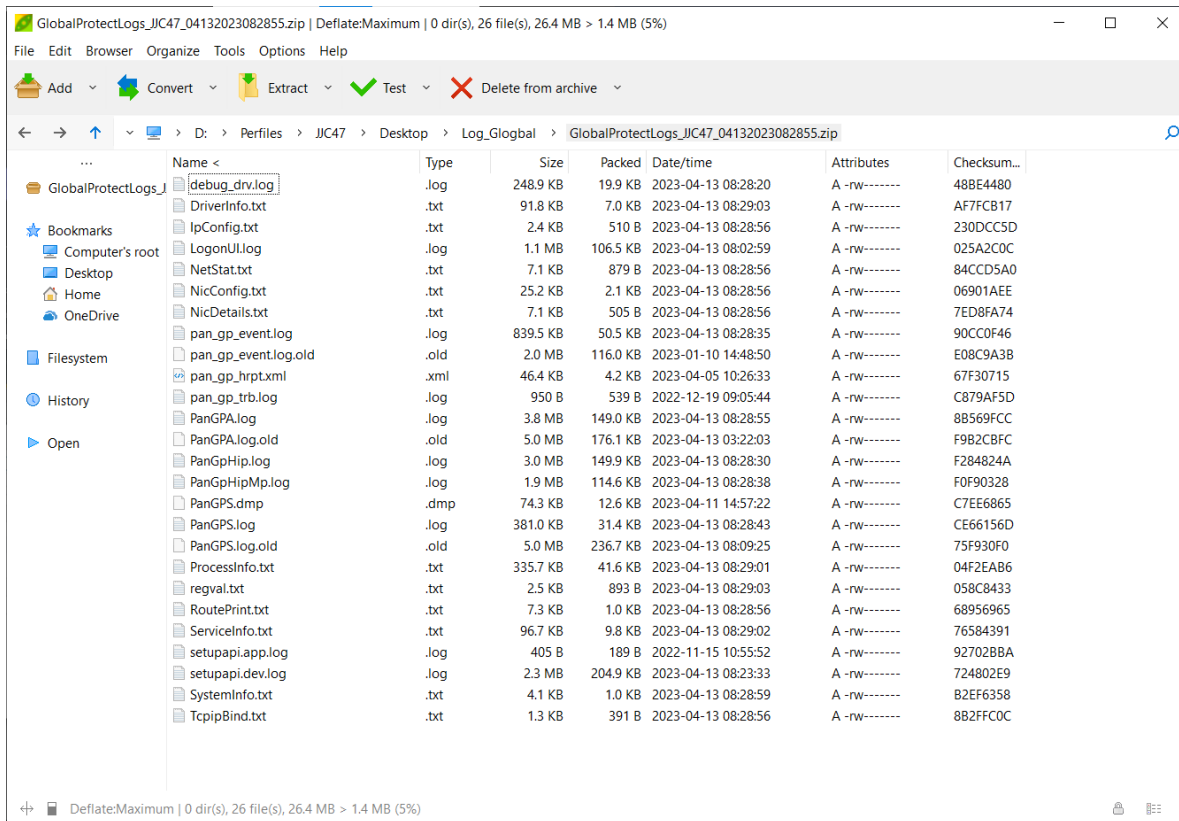 GlobalProtectLogs_JJC47_04132023082855.zip | Deflate:Maximum | 0 dir(s), 26 file(s), 26.4 MB > 1.4 MB (5%)
File Edit Browser Organize Tools Options Help
Add Convert Extract Test Delete from archive
D: > Perfiles > JJC47 > Desktop > Log_Glogbal > GlobalProtectLogs_JJC47_04132023082855.zip
...
GlobalProtectLogs_J
Bookmarks
Computer's root
Desktop
Home
OneDrive
Filesystem
History
Open
Name < Type Size Packed Date/time Attributes Checksum...
debug_drv.log .log 248.9 KB 19.9 KB 2023-04-13 08:28:20 A -rw------- 48BE4480
DriverInfo.txt .txt 91.8 KB 7.0 KB 2023-04-13 08:29:03 A -rw------- AF7FCB17
IpConfig.txt .txt 2.4 KB 510 B 2023-04-13 08:28:56 A -rw------- 230DCC5D
LogonUI.log .log 1.1 MB 106.5 KB 2023-04-13 08:02:59 A -rw------- 025A2C0C
NetStat.txt .txt 7.1 KB 879 B 2023-04-13 08:28:56 A -rw------- 84CCD5A0
NicConfig.txt .txt 25.2 KB 2.1 KB 2023-04-13 08:28:56 A -rw------- 06901AEE
NicDetails.txt .txt 7.1 KB 505 B 2023-04-13 08:28:56 A -rw------- 7ED8FA74
pan_gp_event.log .log 839.5 KB 50.5 KB 2023-04-13 08:28:35 A -rw------- 90CC0F46
pan_gp_event.log.old .old 2.0 MB 116.0 KB 2023-01-10 14:48:50 A -rw------- E08C9A3B
pan_gp_hrpt.xml .xml 46.4 KB 4.2 KB 2023-04-05 10:26:33 A -rw------- 67F30715
pan_gp_trb.log .log 950 B 539 B 2022-12-19 09:05:44 A -rw------- C879AF5D
PanGPA.log .log 3.8 MB 149.0 KB 2023-04-13 08:28:55 A -rw------- 8B569FCC
PanGPA.log.old .old 5.0 MB 176.1 KB 2023-04-13 03:22:03 A -rw------- F9B2CBFC
PanGpHip.log .log 3.0 MB 149.9 KB 2023-04-13 08:28:30 A -rw------- F284824A
PanGpHipMp.log .log 1.9 MB 114.6 KB 2023-04-13 08:28:38 A -rw------- F0F90328
PanGPS.dmp .dmp 74.3 KB 12.6 KB 2023-04-11 14:57:22 A -rw------- C7EE6865
PanGPS.log .log 381.0 KB 31.4 KB 2023-04-13 08:28:43 A -rw------- CE66156D
PanGPS.log.old .old 5.0 MB 236.7 KB 2023-04-13 08:09:25 A -rw------- 75F930F0
ProcessInfo.txt .txt 335.7 KB 41.6 KB 2023-04-13 08:29:01 A -rw------- 04F2EAB6
regval.txt .txt 2.5 KB 893 B 2023-04-13 08:29:03 A -rw------- 058C8433
RoutePrint.txt .txt 7.3 KB 1.0 KB 2023-04-13 08:28:56 A -rw------- 68956965
ServiceInfo.txt .txt 96.7 KB 9.8 KB 2023-04-13 08:29:02 A -rw------- 76584391
setupapi.app.log .log 405 B 189 B 2022-11-15 10:55:52 A -rw------- 92702BBA
setupapi.dev.log .log 2.3 MB 204.9 KB 2023-04-13 08:23:33 A -rw------- 724802E9
SystemInfo.txt .txt 4.1 KB 1.0 KB 2023-04-13 08:28:59 A -rw------- B2EF6358
TcpipBind.txt .txt 1.3 KB 391 B 2023-04-13 08:28:56 A -rw------- 8B2FFC0C
Deflate:Maximum | 0 dir(s), 26 file(s), 26.4 MB > 1.4 MB (5%)